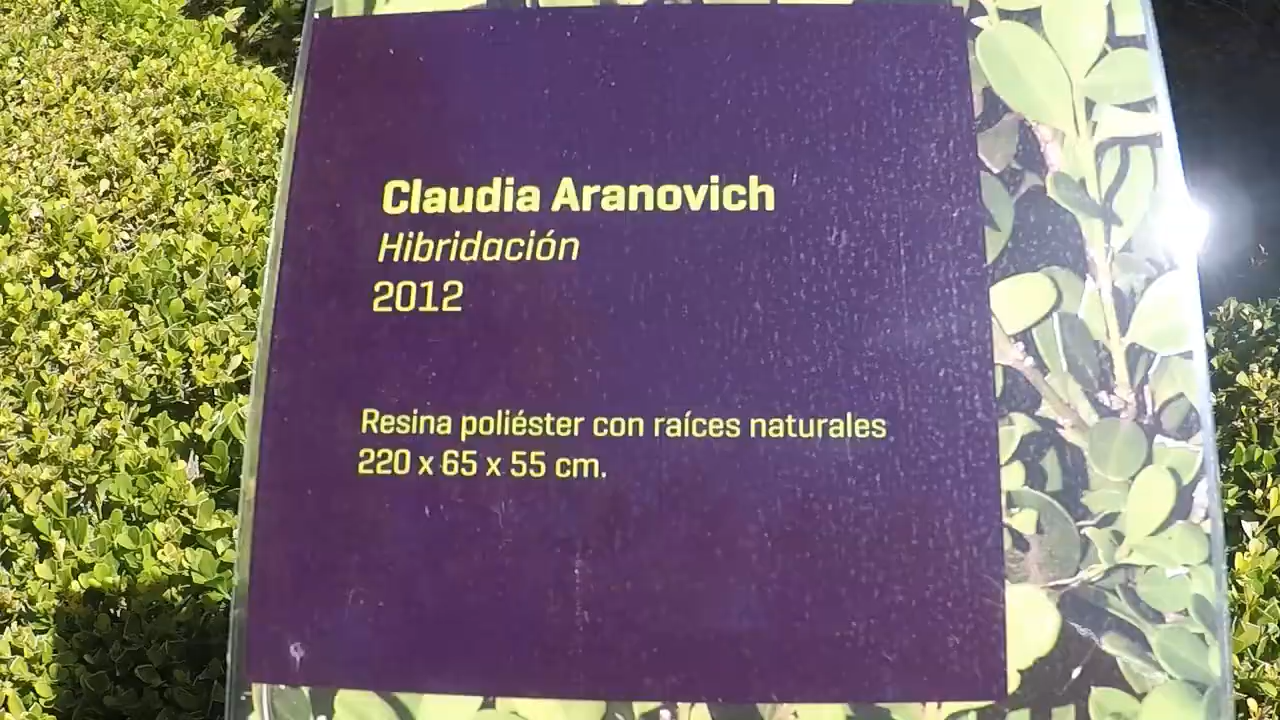 Claudia Aranovich
Hibridación
2012
Resina poliéster con raíces naturales
220 x 65 x 55 cm.